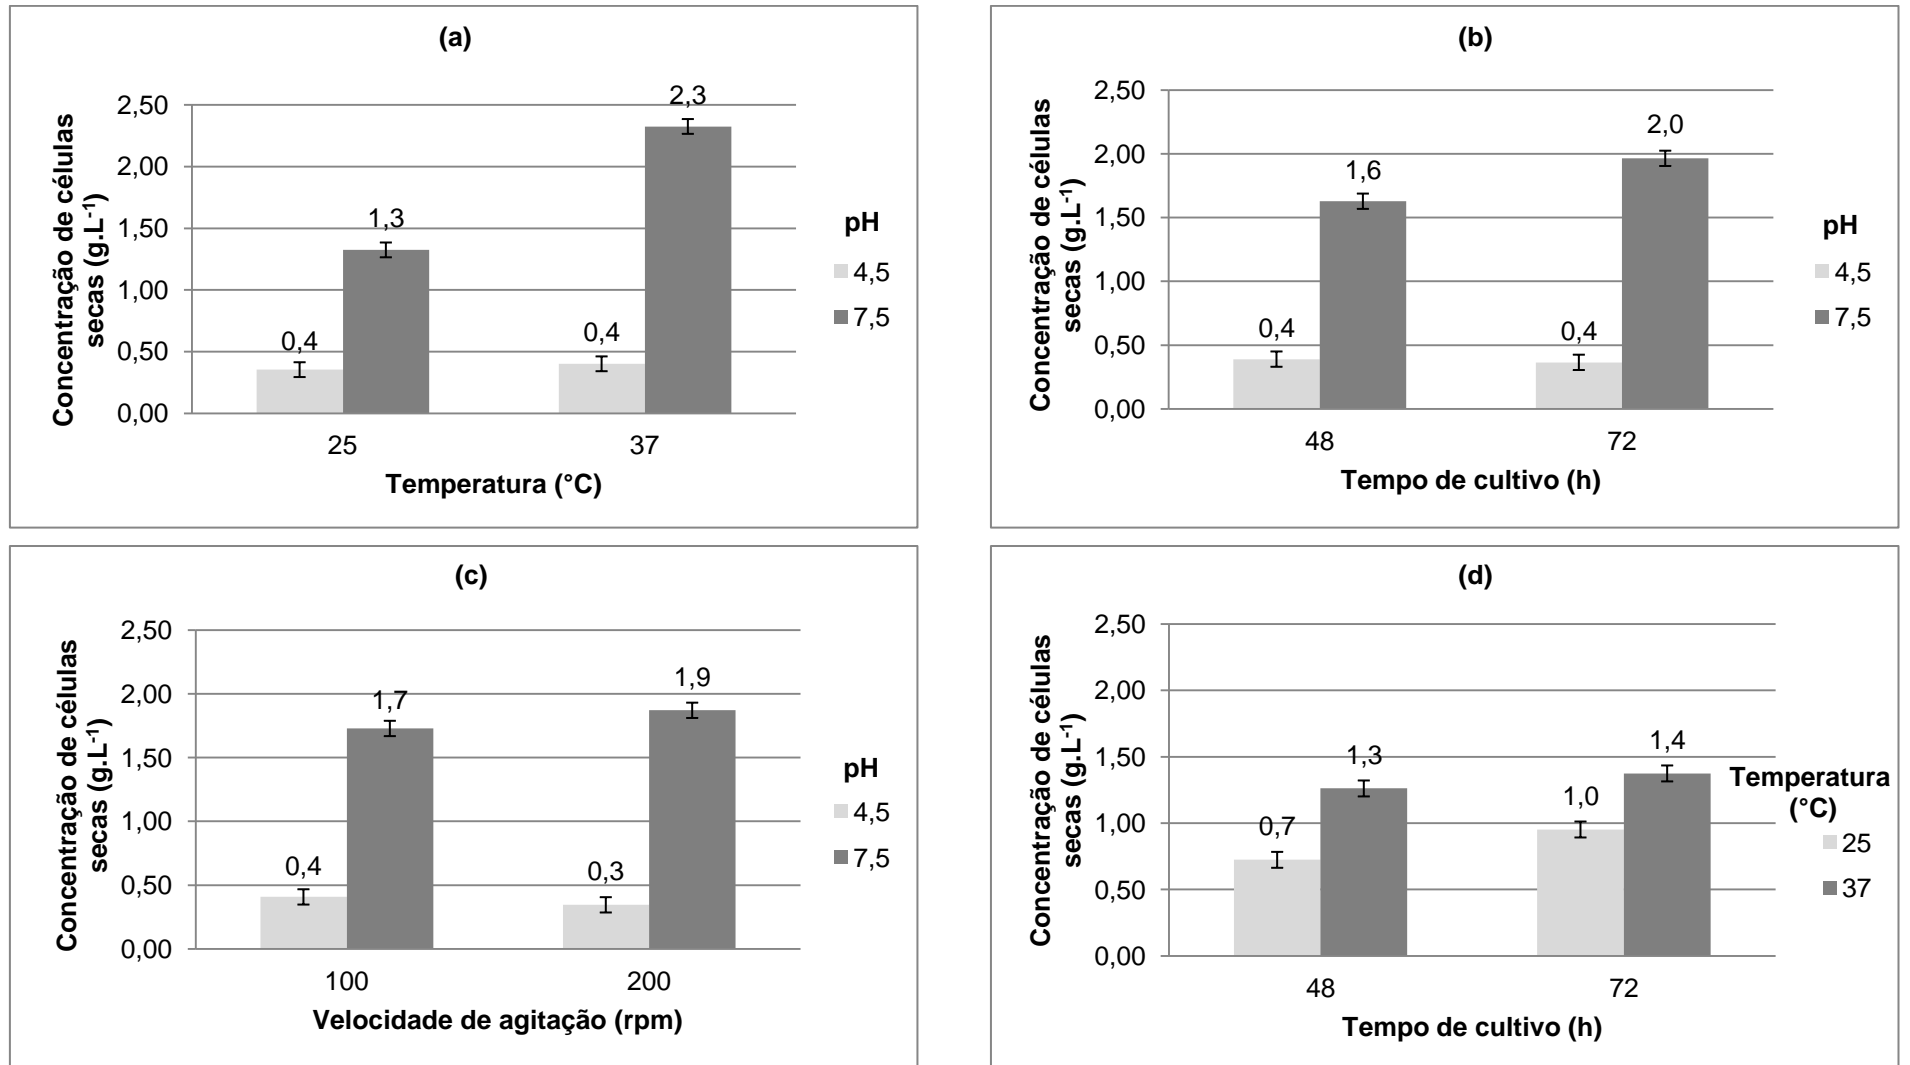 (a)
Concentração de células
secas (g.L⁻¹)
2,50
2,00
1,50
1,00
0,50
0,00
0,4
1,3
0,4
2,3
25
37
Temperatura (°C)
pH
4,5
7,5
(b)
Concentração de células
secas (g.L⁻¹)
2,50
2,00
1,50
1,00
0,50
0,00
0,4
1,6
0,4
2,0
48
72
Tempo de cultivo (h)
pH
4,5
7,5
(c)
Concentração de células
secas (g.L⁻¹)
2,50
2,00
1,50
1,00
0,50
0,00
0,4
1,7
0,3
1,9
100
200
Velocidade de agitação (rpm)
pH
4,5
7,5
(d)
Concentração de células
secas (g.L⁻¹)
2,50
2,00
1,50
1,00
0,50
0,00
0,7
1,3
1,0
1,4
48
72
Tempo de cultivo (h)
Temperatura
(°C)
25
37